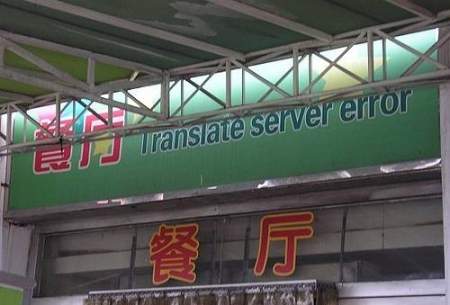 餐厅 Translate server error
餐厅